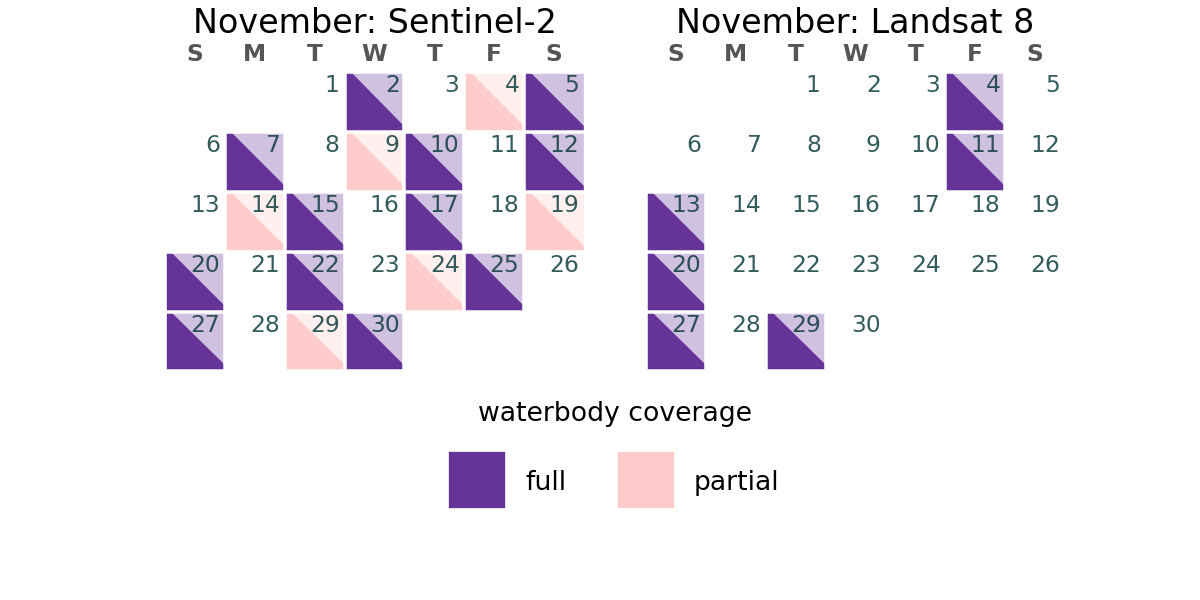 November: Sentinel-2
S M T W T F S
1 2 3 4 5
6 7 8 9 10 11 12
13 14 15 16 17 18 19
20 21 22 23 24 25 26
27 28 29 30
November: Landsat 8
S M T W T F S
1 2 3 4 5
6 7 8 9 10 11 12
13 14 15 16 17 18 19
20 21 22 23 24 25 26
27 28 29 30
waterbody coverage
full
partial